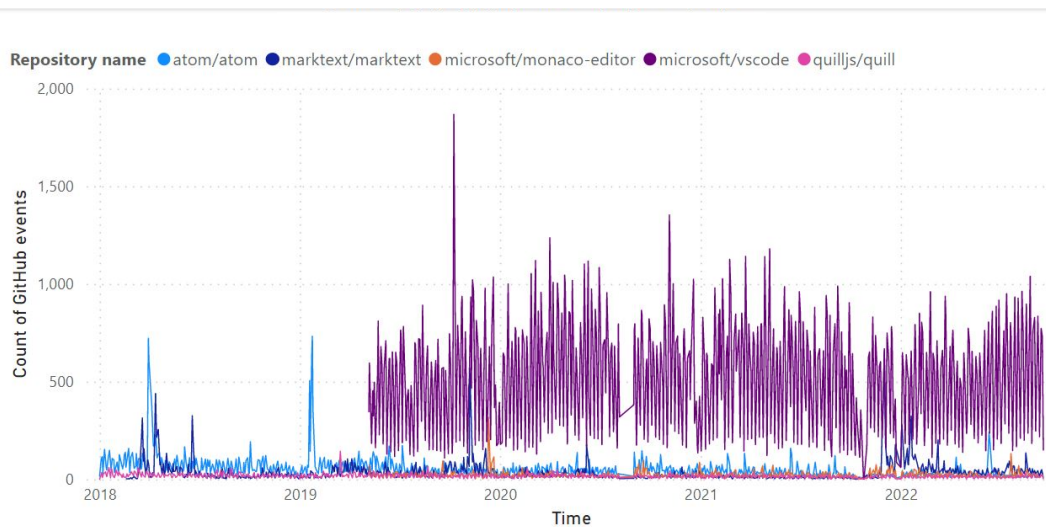 Repository name atom/atom marktext/marktext microsoft/monaco-editor microsoft/vscode quilljs/quill
2,000
1,500
1,000
500
0
Count of GitHub events
2018 2019 2020 2021 2022
Time